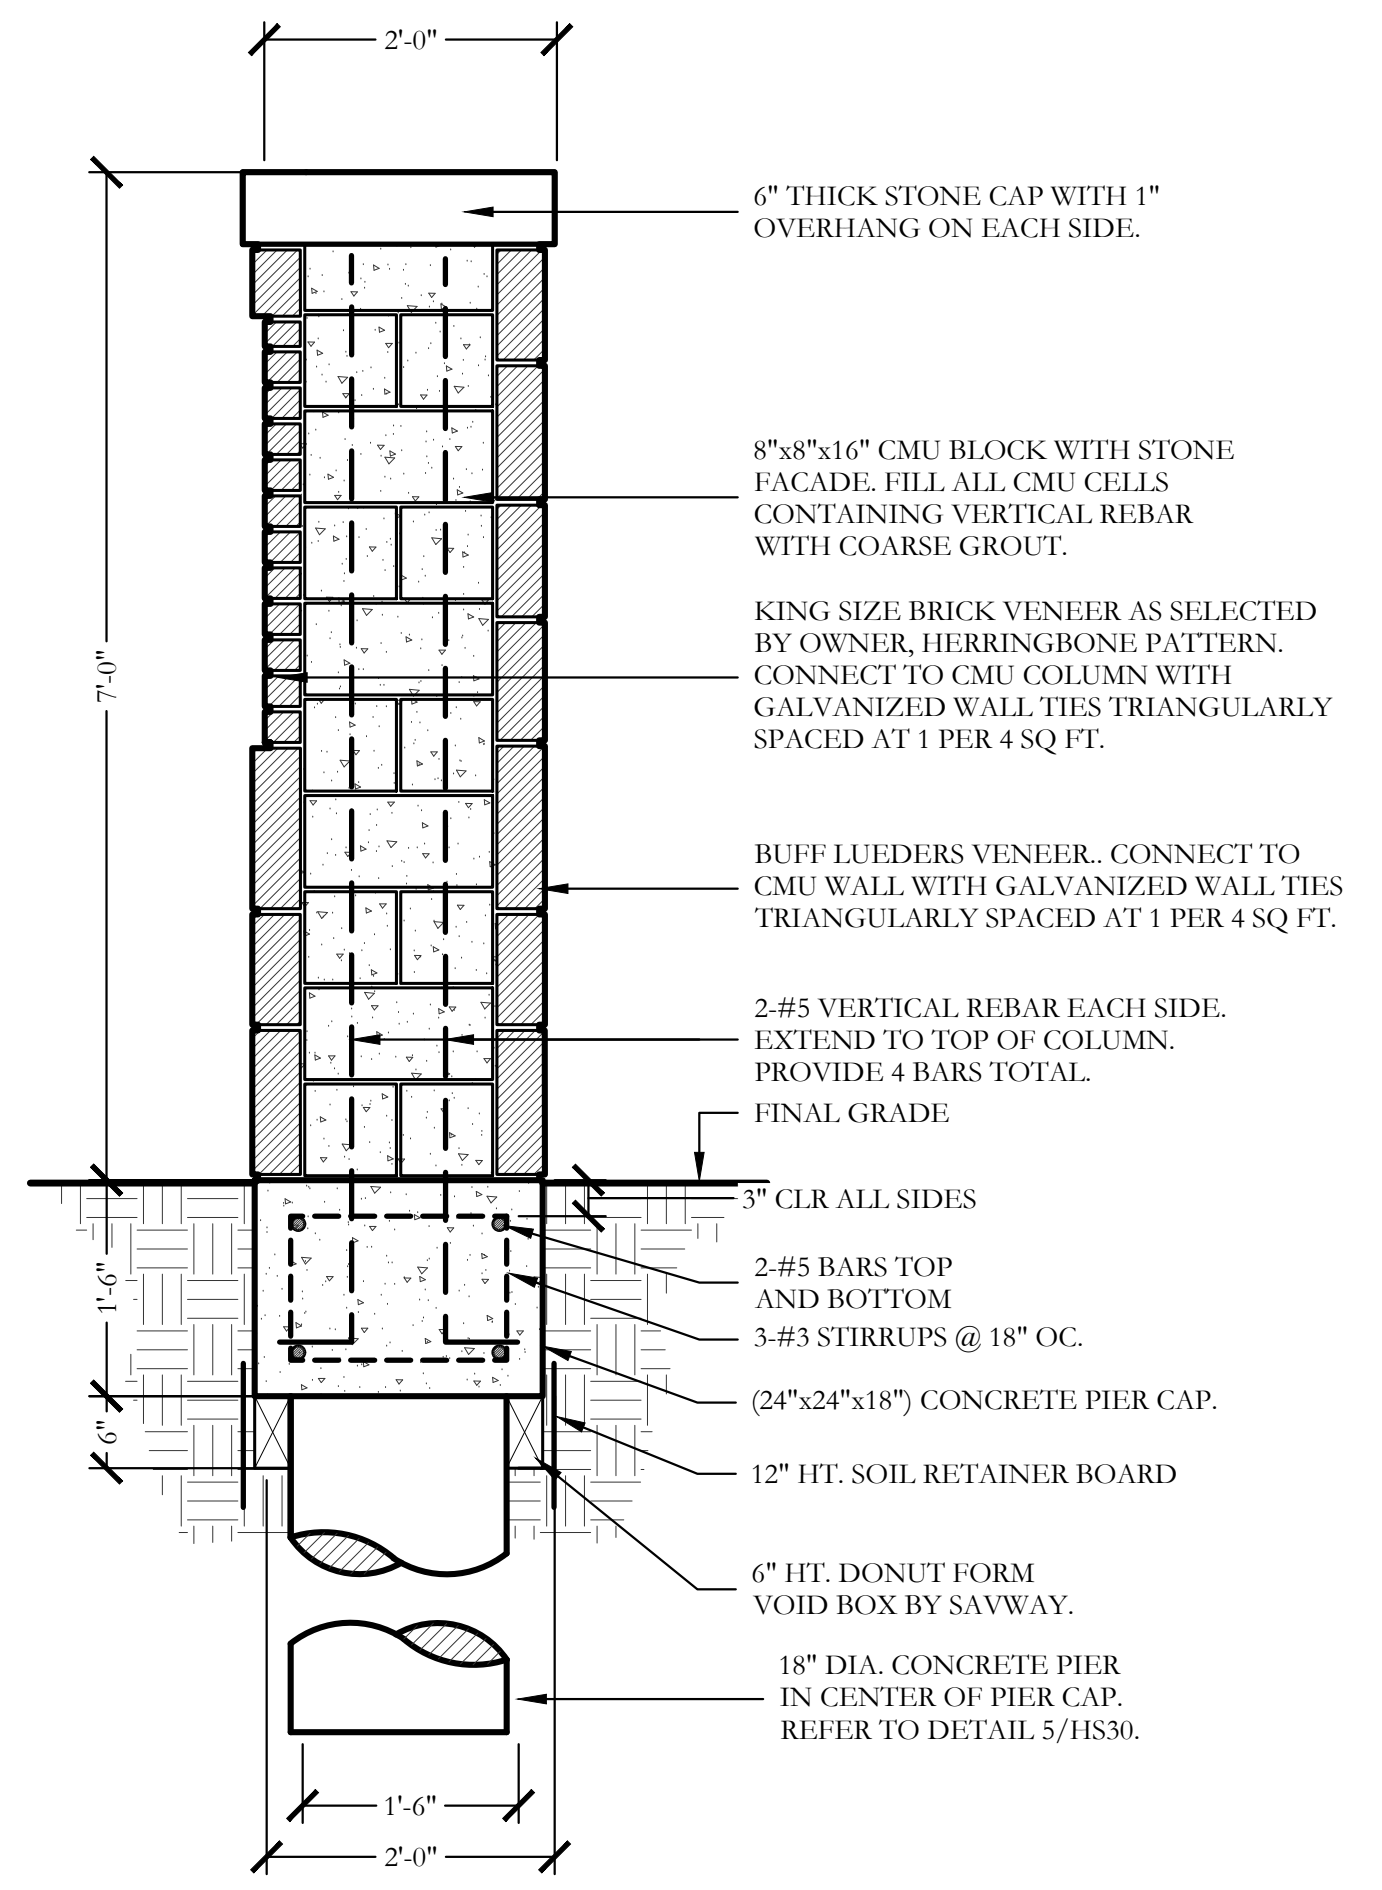 2'-0"
6" THICK STONE CAP WITH 1"
OVERHANG ON EACH SIDE.
8"x8"x16" CMU BLOCK WITH STONE
FACADE. FILL ALL CMU CELLS
CONTAINING VERTICAL REBAR
WITH COARSE GROUT.
KING SIZE BRICK VENEER AS SELECTED
BY OWNER, HERRINGBONE PATTERN.
CONNECT TO CMU COLUMN WITH
GALVANIZED WALL TIES TRIANGULARLY
SPACED AT 1 PER 4 SQ FT.
7'-0"
BUFF LUEDERS VENEER.. CONNECT TO
CMU WALL WITH GALVANIZED WALL TIES
TRIANGULARLY SPACED AT 1 PER 4 SQ FT.
2-#5 VERTICAL REBAR EACH SIDE.
EXTEND TO TOP OF COLUMN.
PROVIDE 4 BARS TOTAL.
FINAL GRADE
3" CLR ALL SIDES
2-#5 BARS TOP
AND BOTTOM
1'-6"
3-#3 STIRRUPS @ 18" OC.
(24"x24"x18") CONCRETE PIER CAP.
6"
12" HT. SOIL RETAINER BOARD
6" HT. DONUT FORM
VOID BOX BY SAVWAY.
18" DIA. CONCRETE PIER
IN CENTER OF PIER CAP.
REFER TO DETAIL 5/HS30.
1'-6"
2'-0"